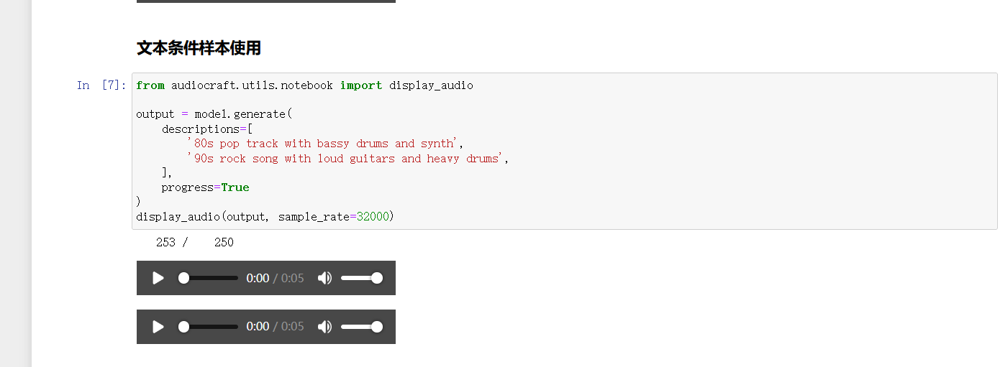 文本条件样本使用
In [7]: from audiocraft.utils.notebook import display_audio
output = model.generate(
descriptions=[
'80s pop track with bassy drums and synth',
'90s rock song with loud guitars and heavy drums',
],
progress=True
)
display_audio(output, sample_rate=32000)
253 / 250
0:00 / 0:05
0:00 / 0:05